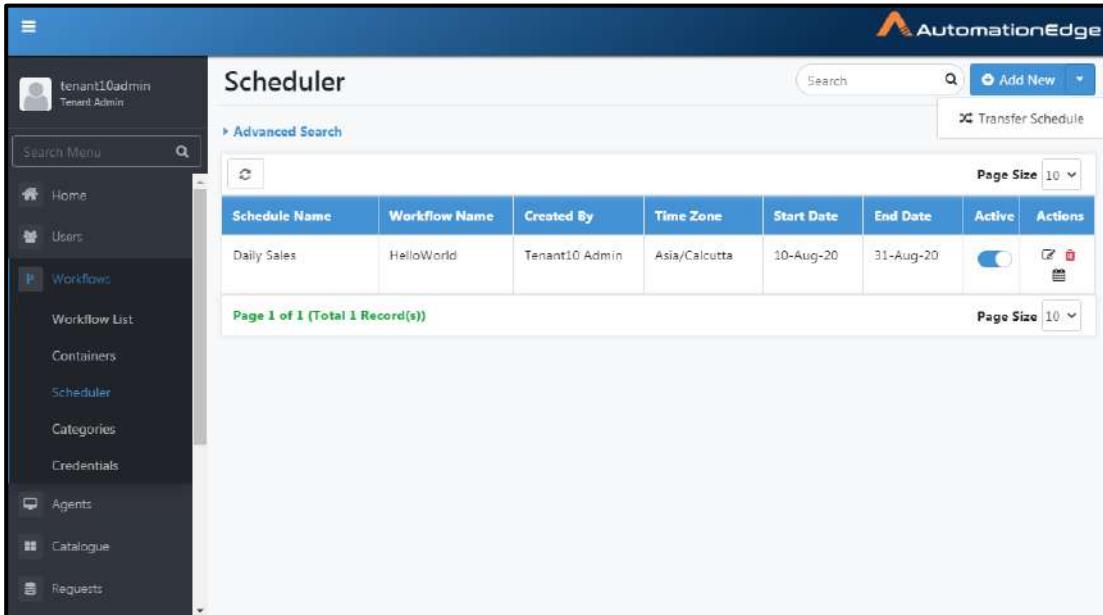 AutomationEdge
tenant10admin
Tenant Admin
Search Menu
Home
Users
Workflows
Workflow List
Containers
Scheduler
Categories
Credentials
Agents
Catalogue
Requests
Scheduler
Search
Add New
Transfer Schedule
Advanced Search
Page Size 10
Schedule Name Workflow Name Created By Time Zone Start Date End Date Active Actions
Daily Sales HelloWorld Tenant10 Admin Asia/Calcutta 10-Aug-20 31-Aug-20
Page 1 of 1 (Total 1 Record(s)) Page Size 10